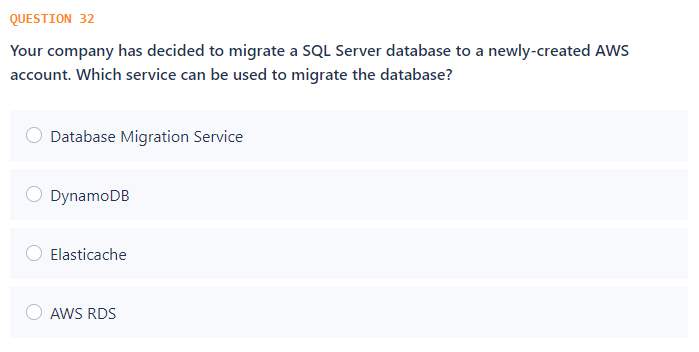 QUESTION 32
Your company has decided to migrate a SQL Server database to a newly-created AWS
account. Which service can be used to migrate the database?
Database Migration Service
DynamoDB
Elasticache
AWS RDS